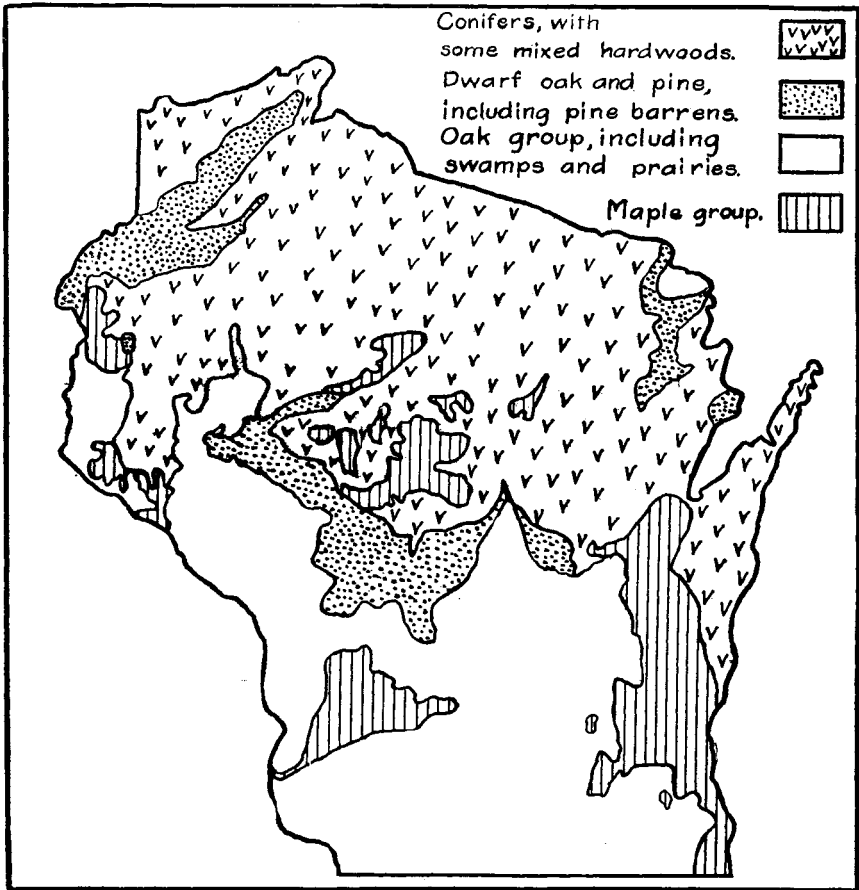 Conifers, with
some mixed hardwoods.
Dwarf oak and pine,
including pine barrens.
Oak group, including
swamps and prairies.
Maple group.